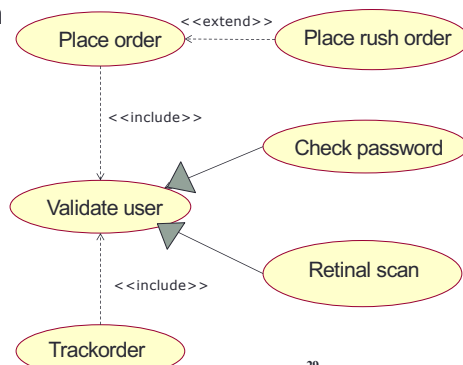 <<extend>>
Place order
Place rush order
<<include>>
Check password
Validate user
Retinal scan
<<include>>
Trackorder